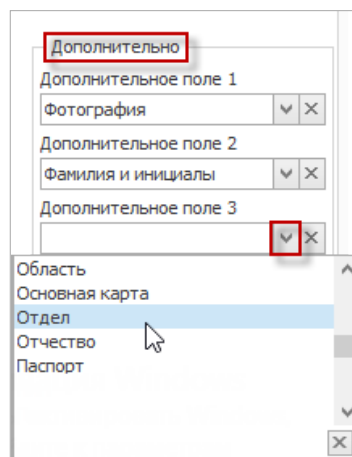 Дополнительно
Дополнительное поле 1
Фотография
Дополнительное поле 2
Фамилия и инициалы
Дополнительное поле 3
Область
Основная карта
Отдел
Отчество
Паспорт